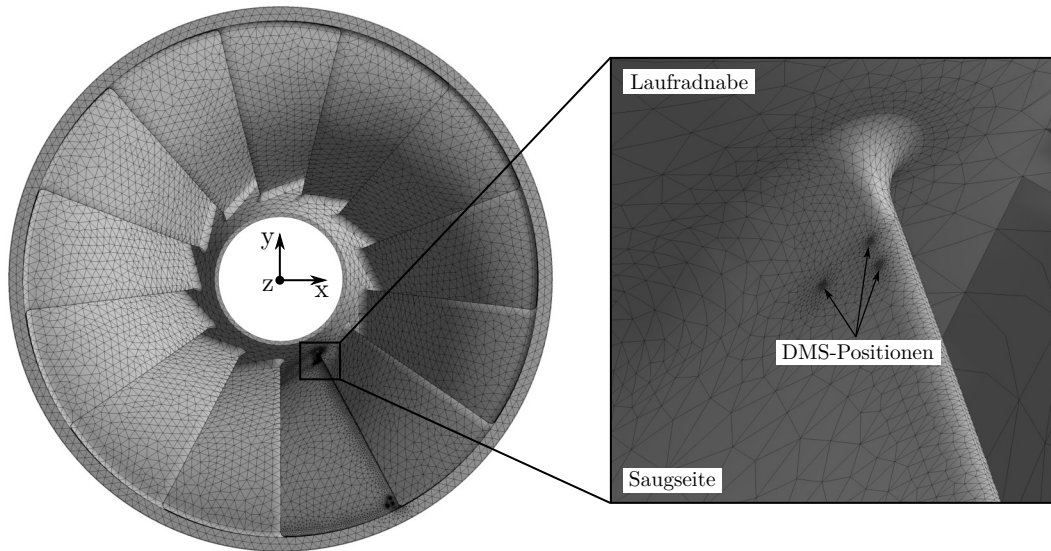 y
z
x
Laufradnabe
DMS-Positionen
Saugseite